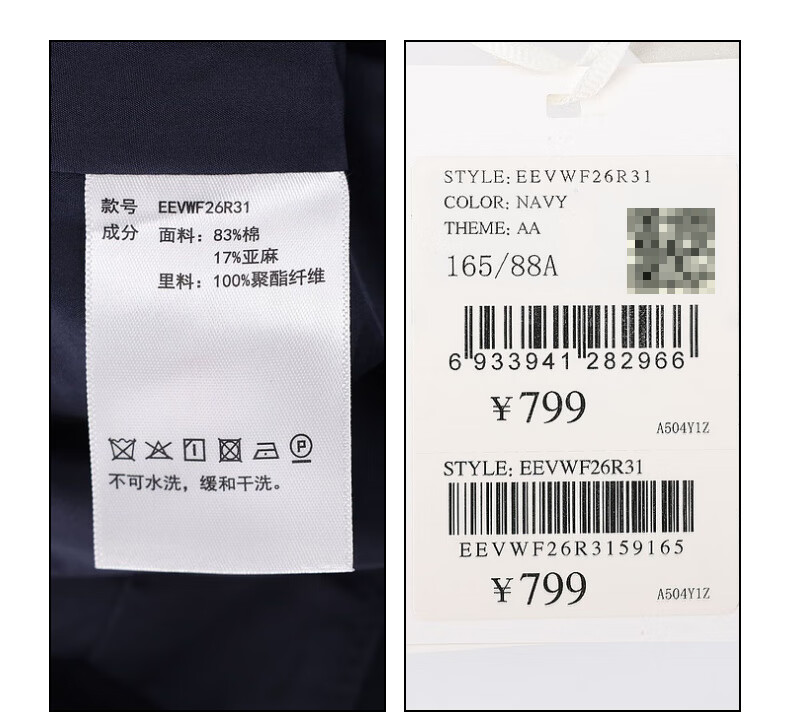 款号 EEVWF26R31
成分 面料：83%棉
17%亚麻
里料：100%聚酯纤维
P
不可水洗，缓和干洗。
STYLE: EEVWF26R31
COLOR: NAVY
THEME: AA
165/88A
6 933941 282966
¥799
A504Y1Z
STYLE: EEVWF26R31
EEVWF26R3159165
¥799
A504Y1Z